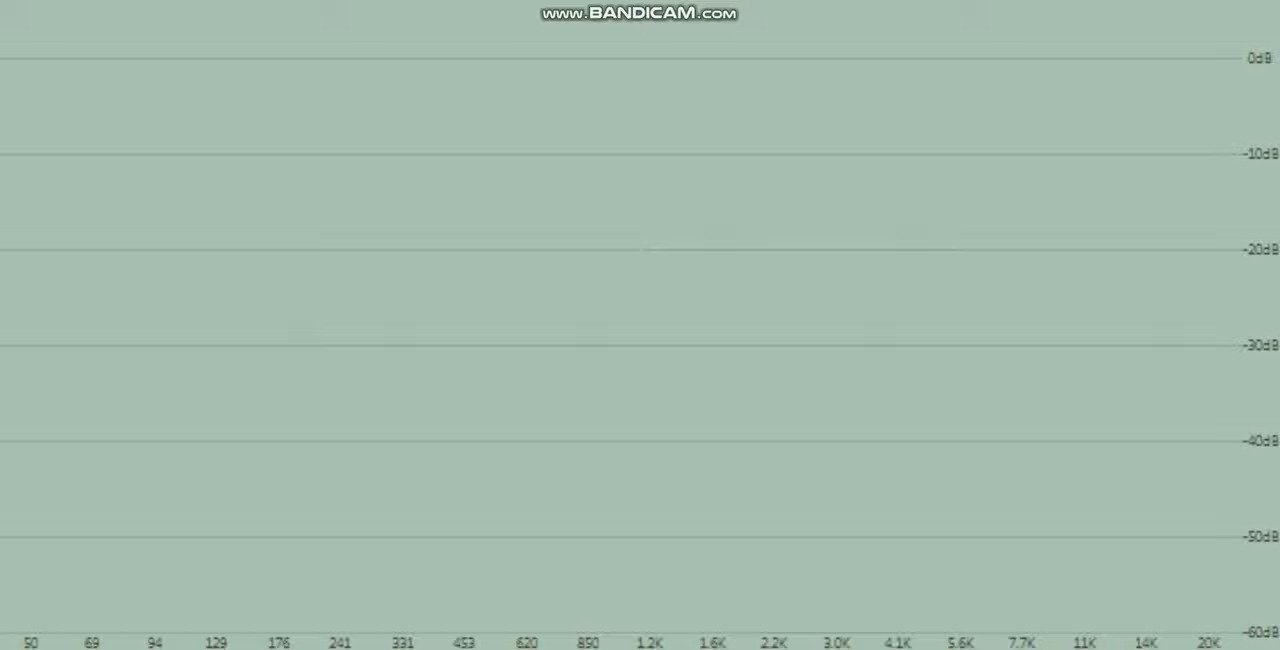 www.BANDICAM.com
0dB
-10dB
-20dB
-30dB
-40dB
-50dB
-60dB
50 69 94 129 176 241 331 453 620 850 1.2K 1.6K 2.2K 3.0K 4.1K 5.6K 7.7K 11K 14K 20K